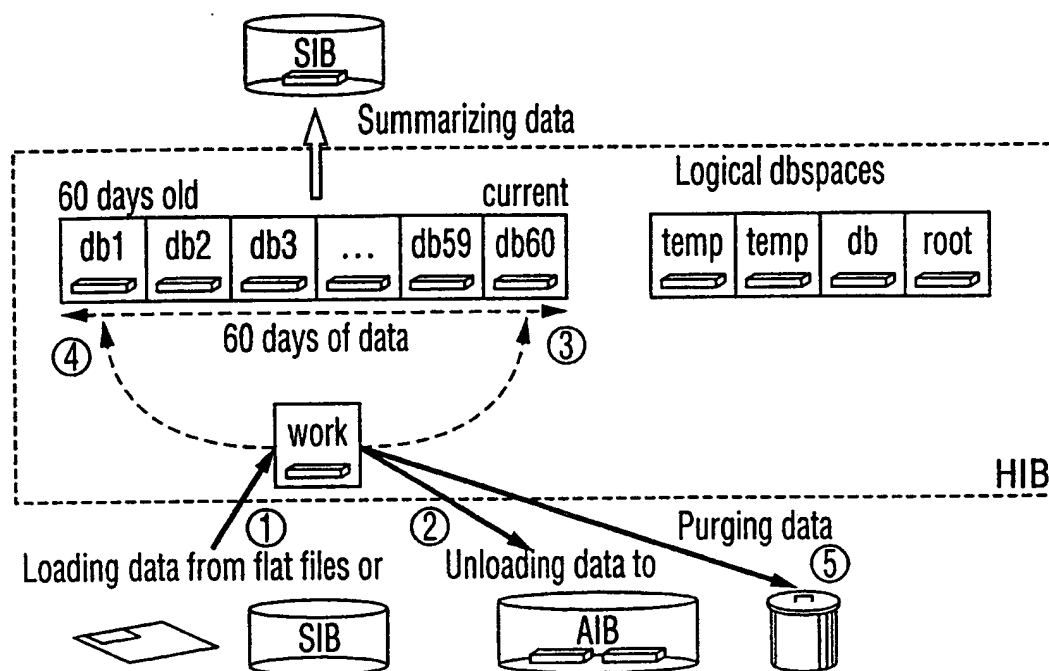 SIB
Summarizing data
60 days old
current
Logical dbspaces
db1 db2 db3 ... db59 db60
temp temp db root
60 days of data
④
③
work
HIB
①
②
Purging data
⑤
Loading data from flat files or
Unloading data to
SIB
AIB